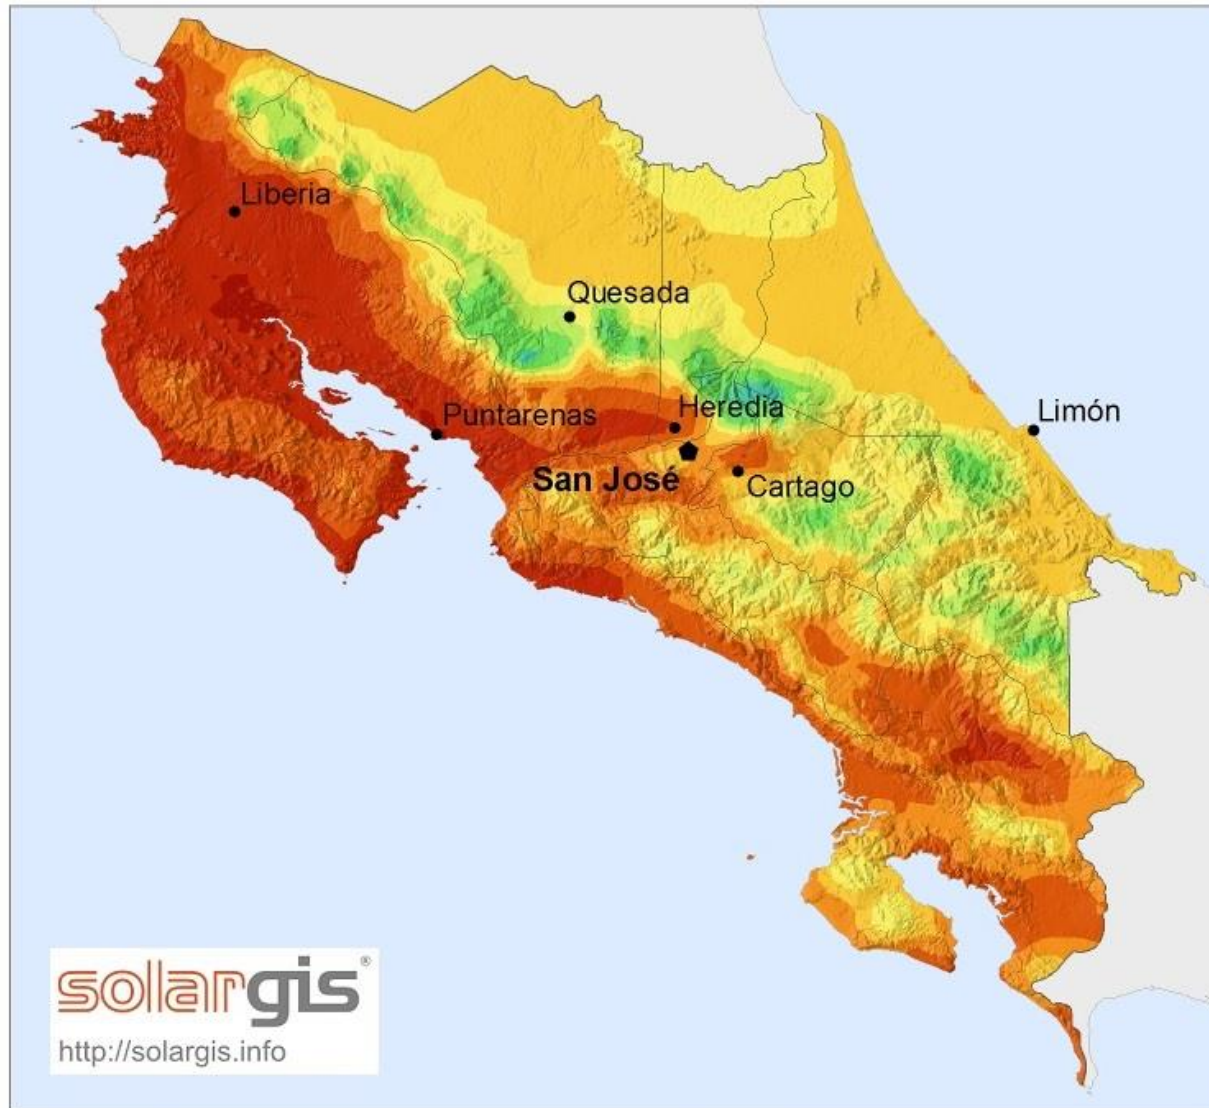 Liberia
Quesada
Puntarenas
Heredia
Limón
San José
Cartago
solargis®
http://solargis.info